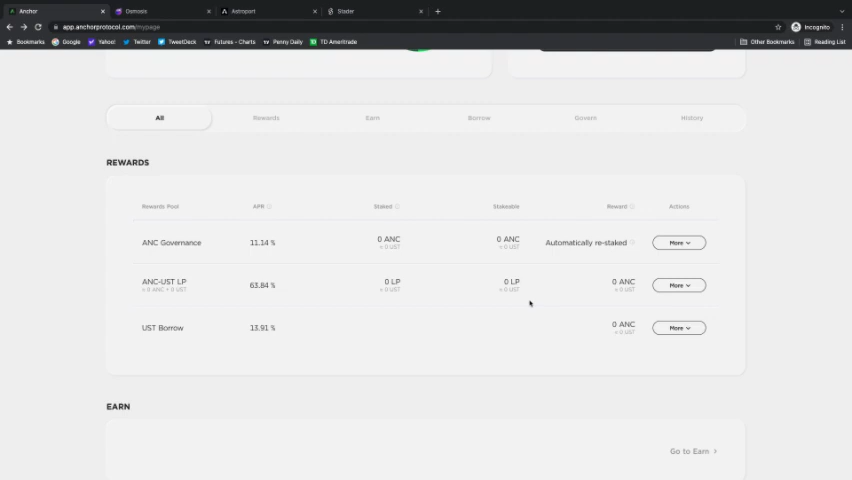 Anchor
Osmosis
Astroport
Stader
app.anchorprotocol.com/mypage
Incognito
Bookmarks
Google
Yahoo!
Twitter
TweetDeck
Futures - Charts
Penny Daily
TD Ameritrade
Other Bookmarks
Reading List
All
Rewards
Earn
Borrow
Govern
History
REWARDS
Rewards Pool
APR
Staked
Stakeable
Reward
Actions
ANC Governance
11.14 %
0 ANC
≈ 0 UST
0 ANC
≈ 0 UST
Automatically re-staked
More
ANC-UST LP
≈ 0 ANC + 0 UST
63.84 %
0 LP
≈ 0 UST
0 LP
≈ 0 UST
0 ANC
≈ 0 UST
More
UST Borrow
13.91 %
0 ANC
≈ 0 UST
More
EARN
Go to Earn